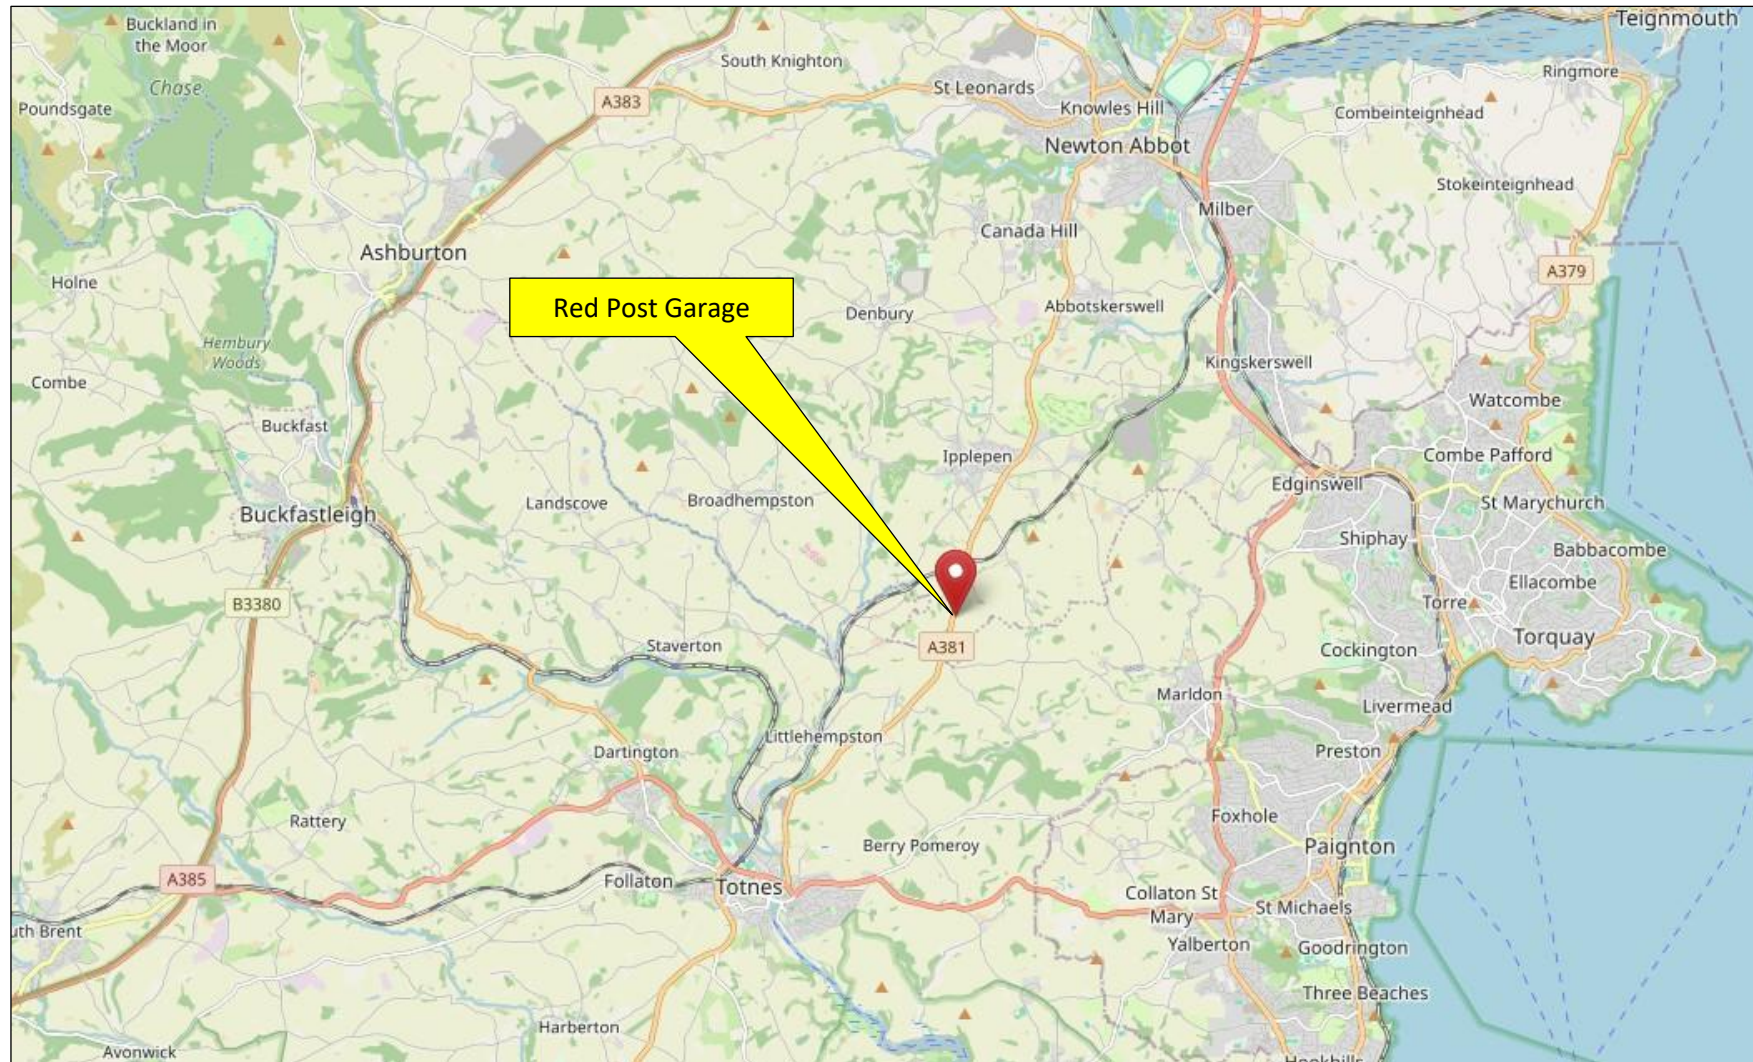 Buckland in
the Moor
Teignmouth
South Knighton
Ringmore
Chase
St Leonards
A383
Poundsgate
Knowles Hill
Combeinteignhead
Newton Abbot
Stokeinteignhead
Milber
Canada Hill
Ashburton
A379
Holne
Red Post Garage
Abbotskerswell
Denbury
Hembury
Woods
Kingskerswell
Combe
Watcombe
Buckfast
Ipplepen
Combe Pafford
Edginswell
Landscove
Broadhempston
St Marychurch
Buckfastleigh
Shiphay
Babbacombe
Ellacombe
B3380
Torre
Torquay
Staverton
A381
Cockington
Marldon
Livermead
Littlehempston
Dartington
Preston
Foxhole
Rattery
Berry Pomeroy
Paignton
A385
Follaton
Totnes
Collaton St
Mary
St Michaels
uth Brent
Yalberton
Goodrington
Three Beaches
Harberton
Avonwick
Hookhills